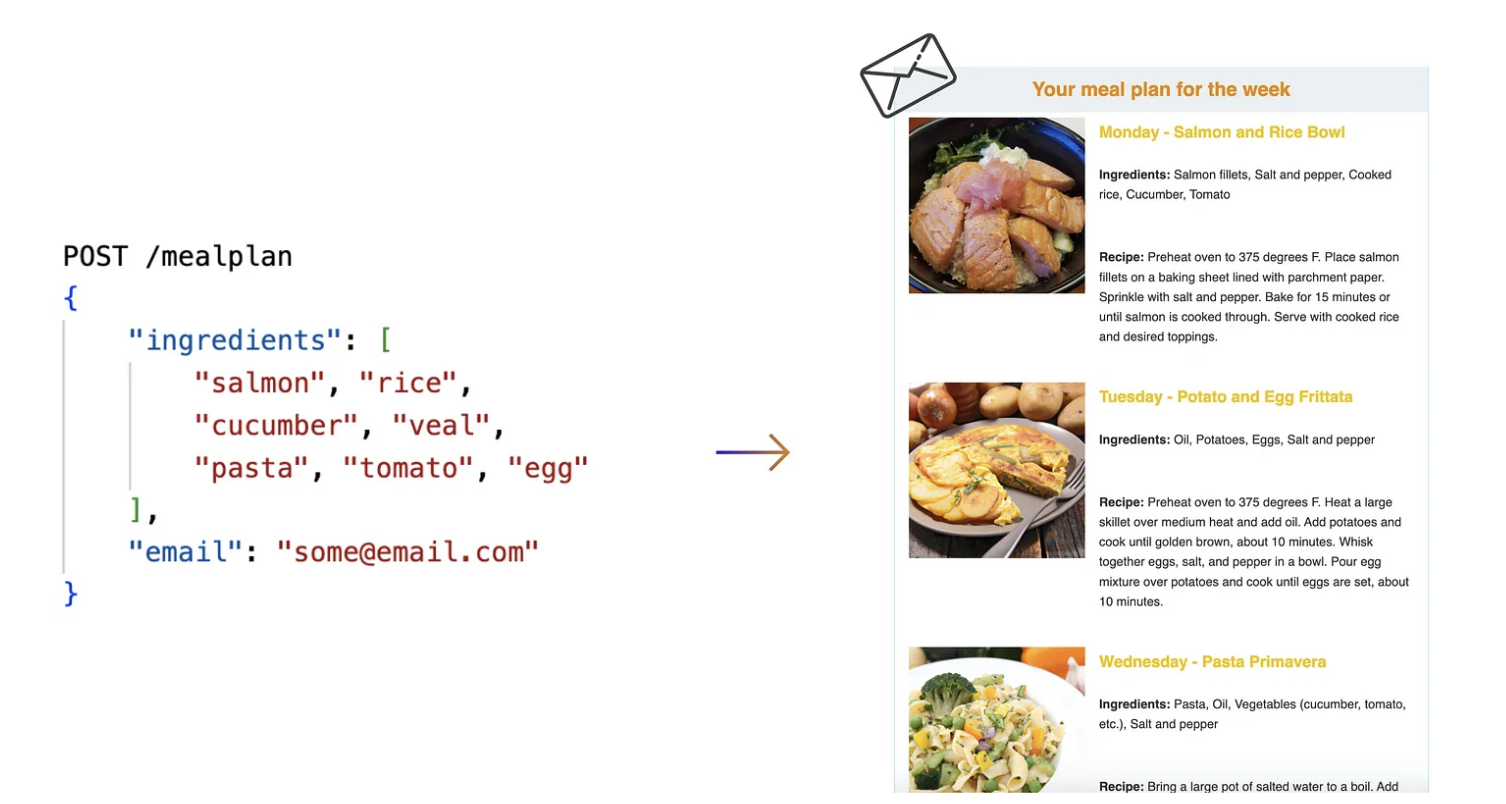 POST /mealplan
{
"ingredients": [
"salmon", "rice",
"cucumber", "veal",
"pasta", "tomato", "egg"
],
"email": "some@email.com"
}
Your meal plan for the week
Monday - Salmon and Rice Bowl
Ingredients: Salmon fillets, Salt and pepper, Cooked
rice, Cucumber, Tomato
Recipe: Preheat oven to 375 degrees F. Place salmon
fillets on a baking sheet lined with parchment paper.
Sprinkle with salt and pepper. Bake for 15 minutes or
until salmon is cooked through. Serve with cooked rice
and desired toppings.
Tuesday - Potato and Egg Frittata
Ingredients: Oil, Potatoes, Eggs, Salt and pepper
Recipe: Preheat oven to 375 degrees F. Heat a large
skillet over medium heat and add oil. Add potatoes and
cook until golden brown, about 10 minutes. Whisk
together eggs, salt, and pepper in a bowl. Pour egg
mixture over potatoes and cook until eggs are set, about
10 minutes.
Wednesday - Pasta Primavera
Ingredients: Pasta, Oil, Vegetables (cucumber, tomato,
etc.), Salt and pepper
Recipe: Bring a large pot of salted water to a boil. Add